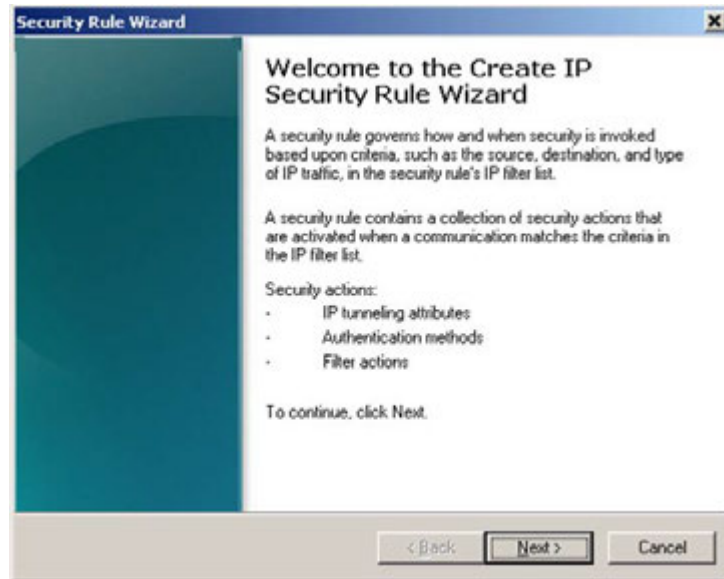 Security Rule Wizard
Welcome to the Create IP
Security Rule Wizard
A security rule governs how and when security is invoked
based upon criteria, such as the source, destination, and type
of IP traffic, in the security rule's IP filter list.
A security rule contains a collection of security actions that
are activated when a communication matches the criteria in
the IP filter list.
Security actions:
· IP tunneling attributes
· Authentication methods
· Filter actions
To continue, click Next.
< Back Next > Cancel